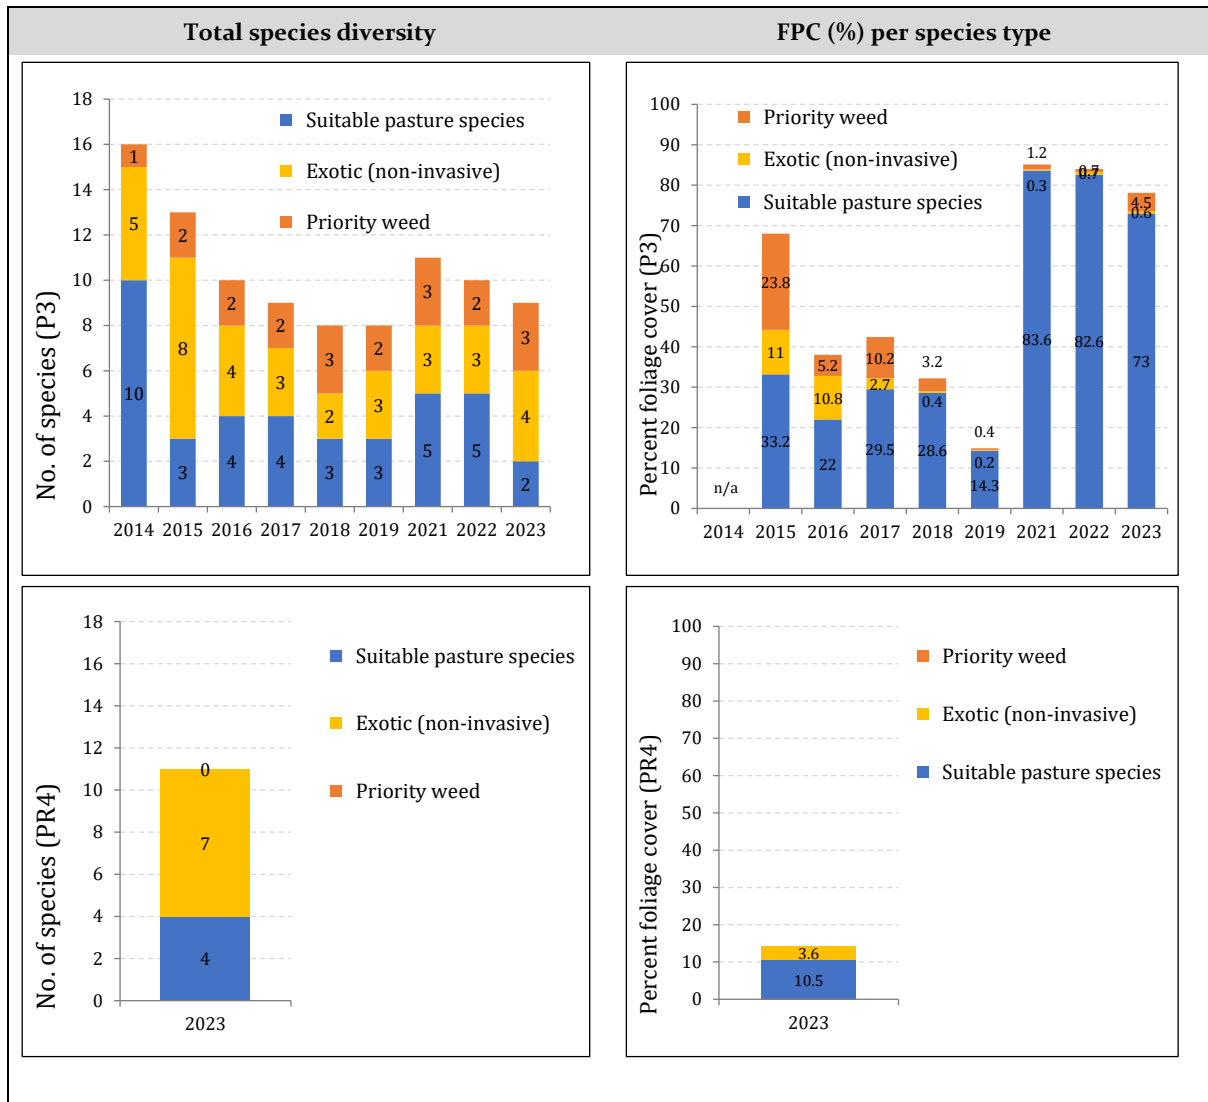 Total species diversity
FPC (%) per species type
No. of species (P3)
18
16
14
12
10
8
6
4
2
0
Suitable pasture species
Exotic (non-invasive)
Priority weed
1 5 10
2 8 3
2 4 4
2 3 4
3 2 3
2 3 3
3 3 5
2 3 5
3 4 2
2014 2015 2016 2017 2018 2019 2021 2022 2023
Percent foliage cover (P3)
100
90
80
70
60
50
40
30
20
10
0
Priority weed
Exotic (non-invasive)
Suitable pasture species
n/a
23.8 11 33.2
5.2 10.8 22
10.2 2.7 29.5
3.2 0.4 28.6
0.4 0.2 14.3
1.2 0.3 83.6
0.7 0.7 82.6
4.5 0.6 73
2014 2015 2016 2017 2018 2019 2021 2022 2023
No. of species (PR4)
18
16
14
12
10
8
6
4
2
0
Suitable pasture species
Exotic (non-invasive)
Priority weed
0
7
4
2023
Percent foliage cover (PR4)
100
90
80
70
60
50
40
30
20
10
0
Priority weed
Exotic (non-invasive)
Suitable pasture species
3.6
10.5
2023